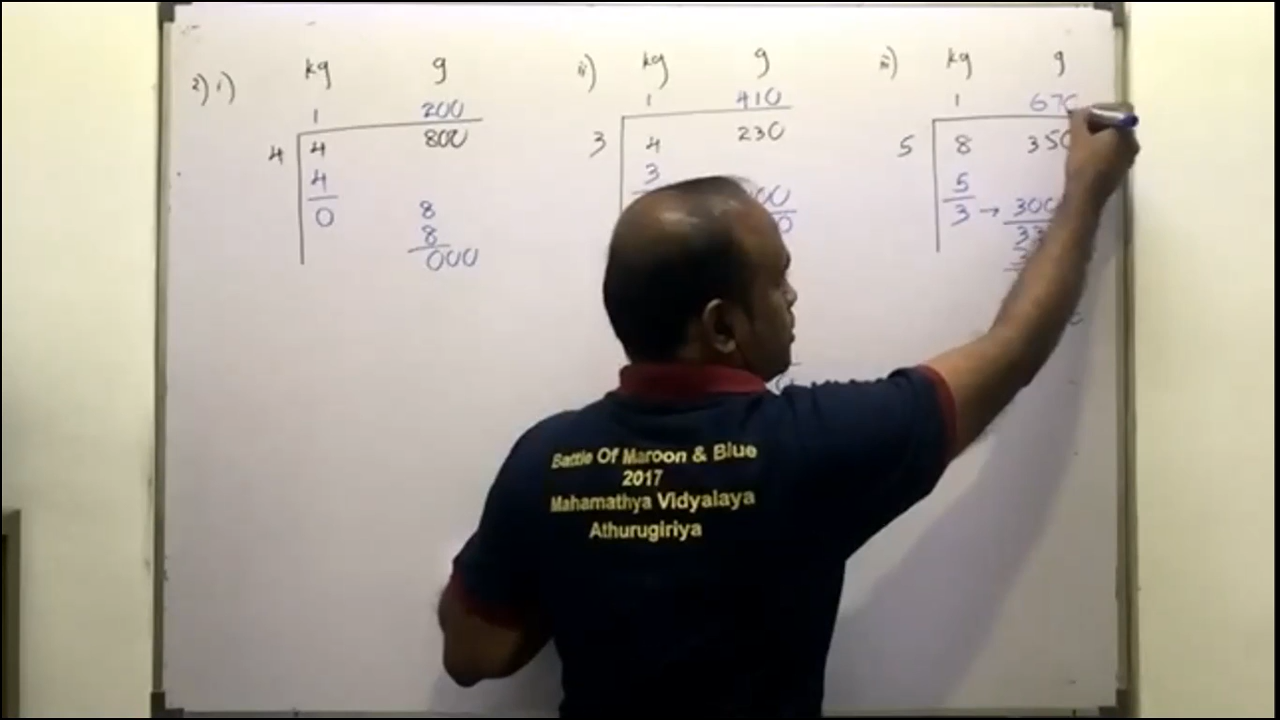 2) i) kg g
1 200
4 4 800
4
0 8
8
000
ii) kg g
1 410
3 4 230
3
iii) kg g
1 670
5 8 350
5
3 → 300
Battle Of Maroon & Blue
2017
Mahamathya Vidyalaya
Athurugiriya